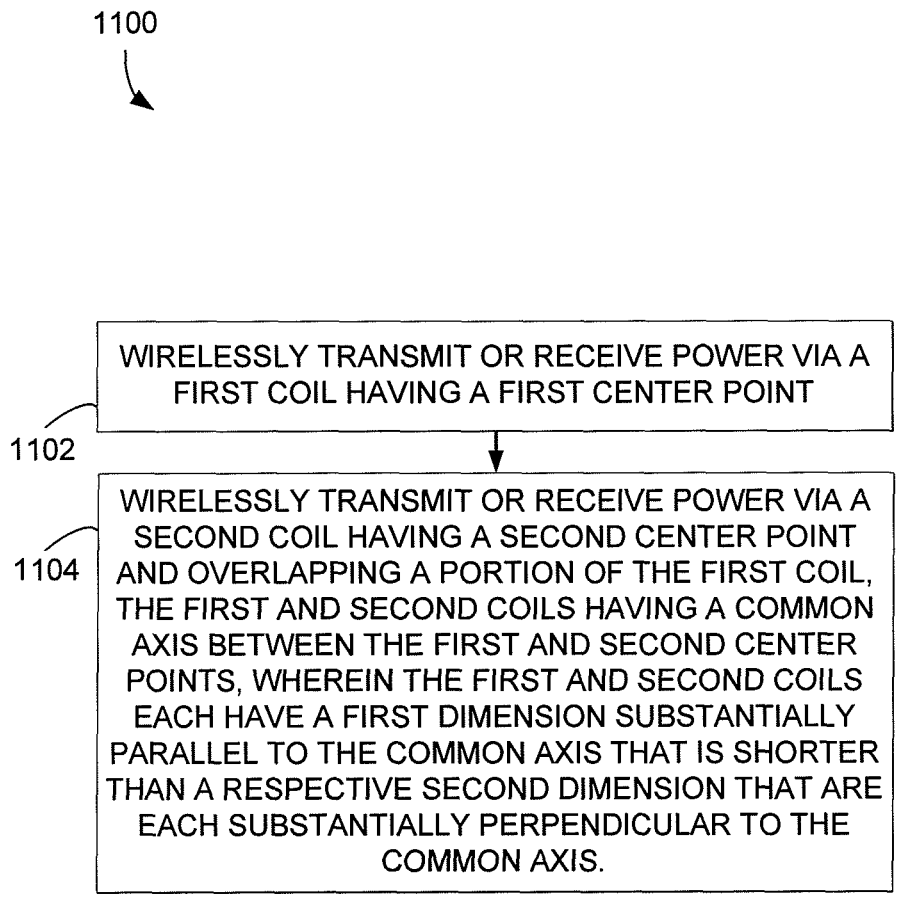 1100
WIRELESSLY TRANSMIT OR RECEIVE POWER VIA A
FIRST COIL HAVING A FIRST CENTER POINT
1102
WIRELESSLY TRANSMIT OR RECEIVE POWER VIA A
SECOND COIL HAVING A SECOND CENTER POINT
AND OVERLAPPING A PORTION OF THE FIRST COIL,
THE FIRST AND SECOND COILS HAVING A COMMON
AXIS BETWEEN THE FIRST AND SECOND CENTER
POINTS, WHEREIN THE FIRST AND SECOND COILS
EACH HAVE A FIRST DIMENSION SUBSTANTIALLY
PARALLEL TO THE COMMON AXIS THAT IS SHORTER
THAN A RESPECTIVE SECOND DIMENSION THAT ARE
EACH SUBSTANTIALLY PERPENDICULAR TO THE
COMMON AXIS.
1104